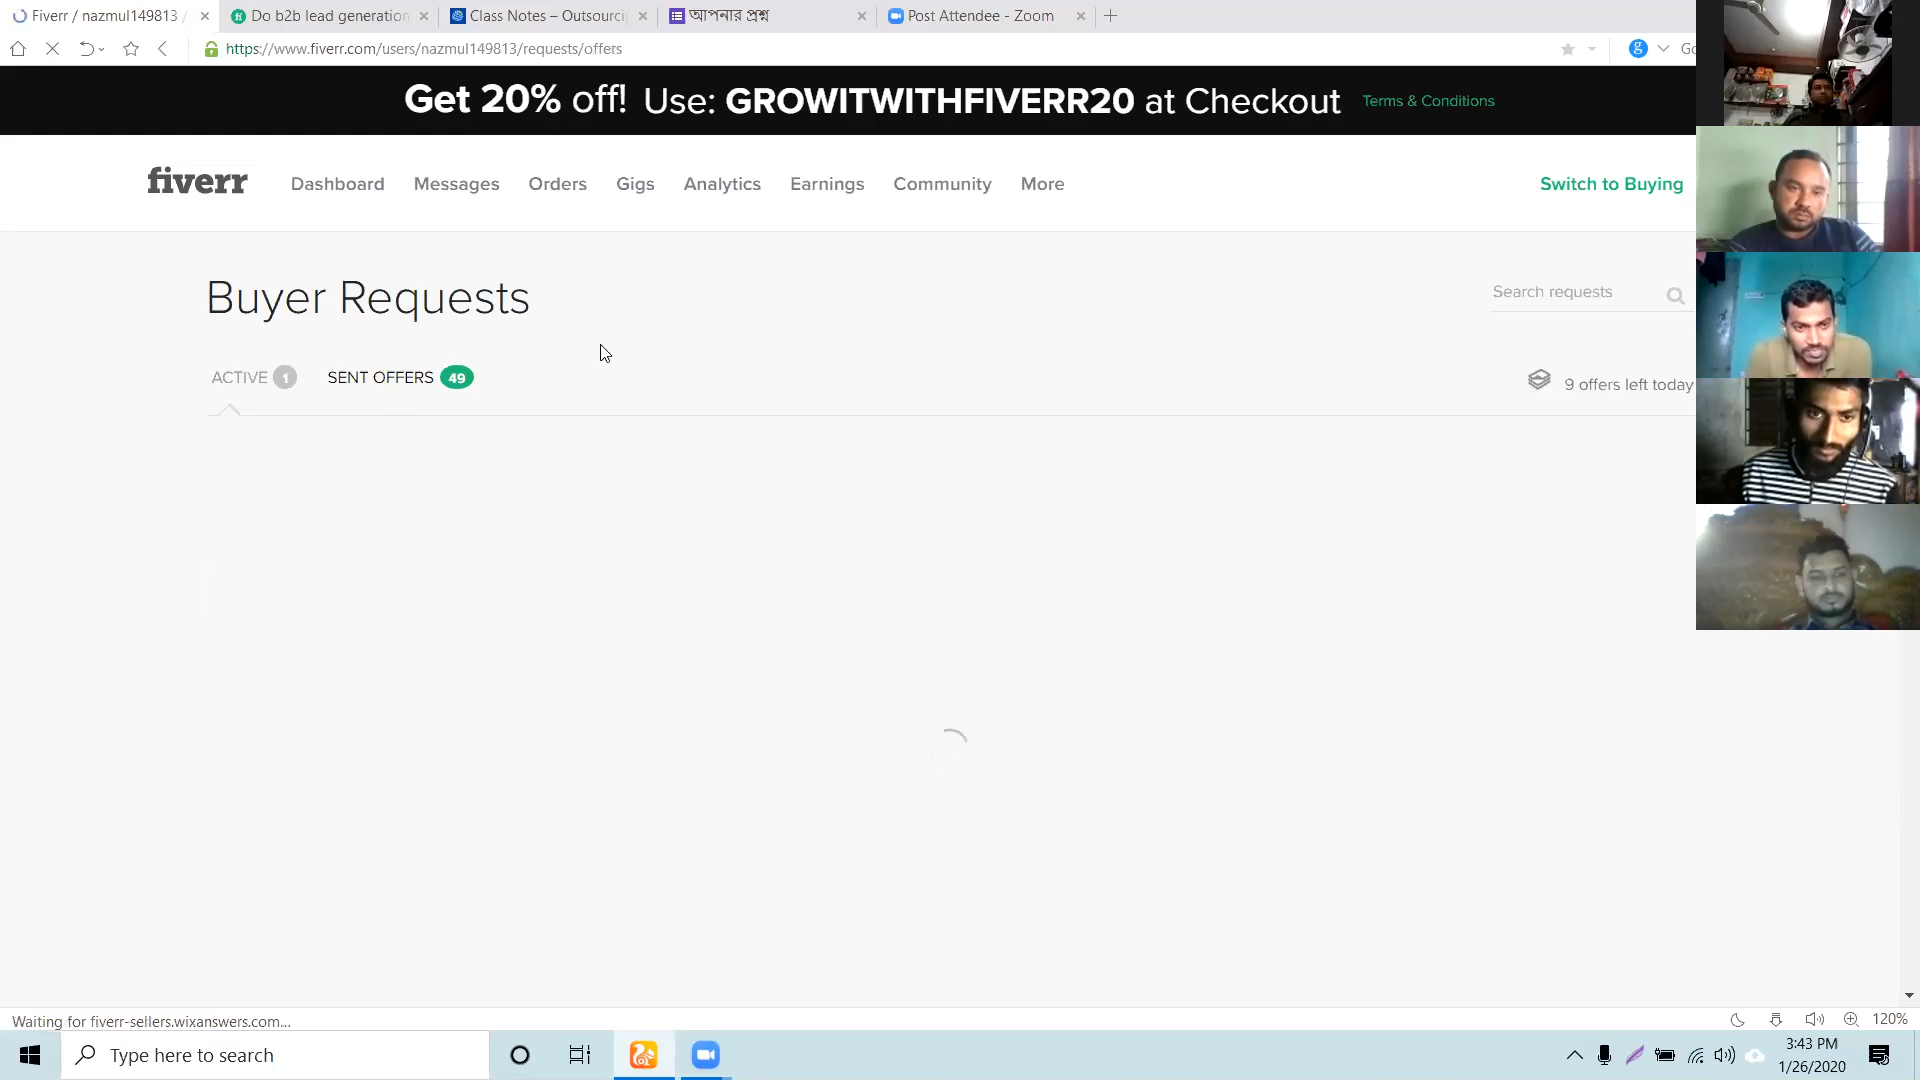 Fiverr / nazmul149813 /
Do b2b lead generation
Class Notes – Outsourci
আপনার প্রশ্ন
Post Attendee - Zoom
https://www.fiverr.com/users/nazmul149813/requests/offers
Get 20% off! Use: GROWITWITHFIVERR20 at Checkout Terms & Conditions
fiverr
Dashboard
Messages
Orders
Gigs
Analytics
Earnings
Community
More
Switch to Buying
Buyer Requests
Search requests
ACTIVE 1
SENT OFFERS 49
9 offers left today
Waiting for fiverr-sellers.wixanswers.com...
120%
Type here to search
3:43 PM
1/26/2020